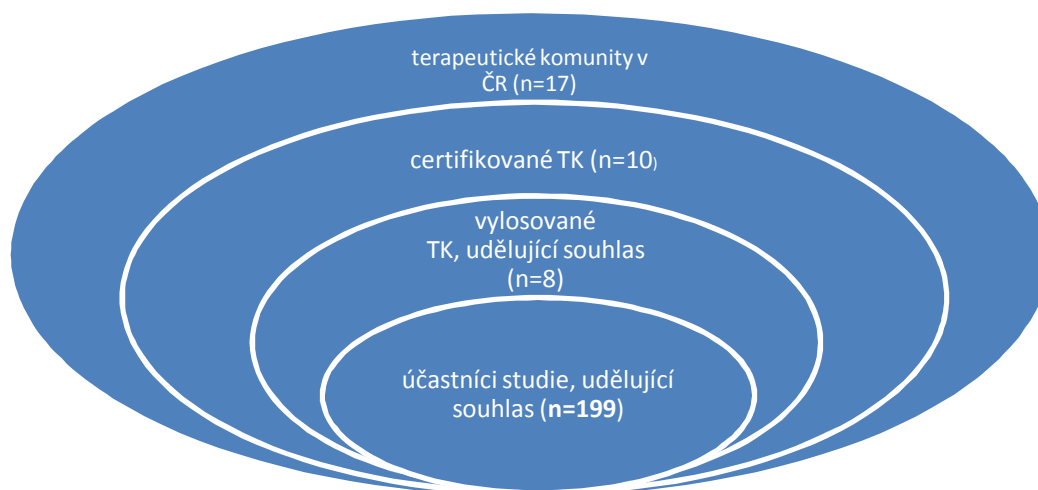 terapeutické komunity v
ČR (n=17)
certifikované TK (n=10)
vylosované
TK, udělující souhlas
(n=8)
účastníci studie, udělující
souhlas (n=199)